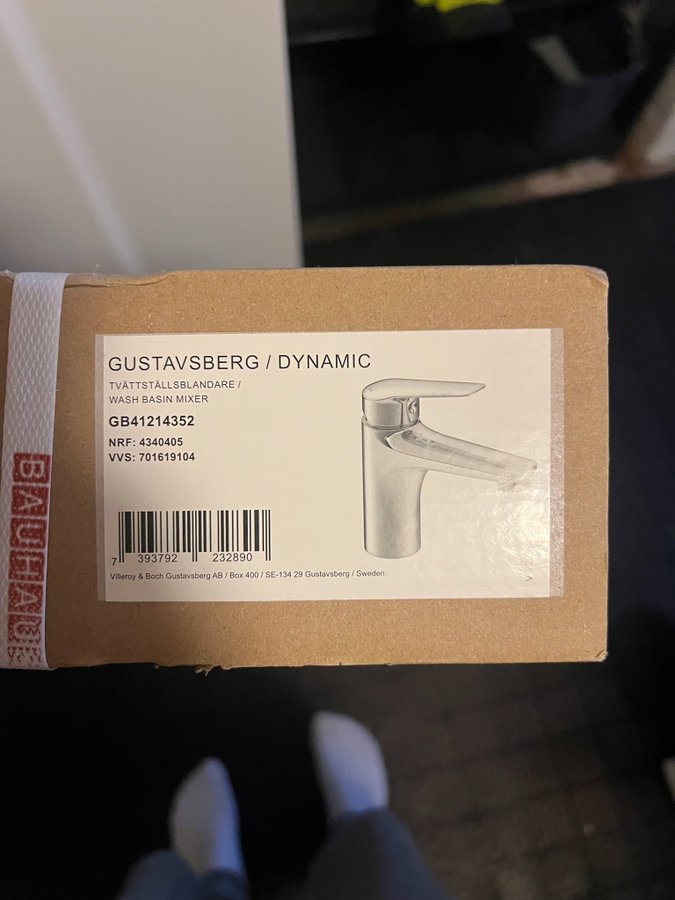 GUSTAVSBERG / DYNAMIC
TVÄTTSTÄLLSBLANDARE /
WASH BASIN MIXER
GB41214352
NRF: 4340405
VVS: 701619104
7 393792 232890
Villeroy & Boch Gustavsberg AB / Box 400 / SE-134 29 Gustavsberg / Sweden
BAUHAUS